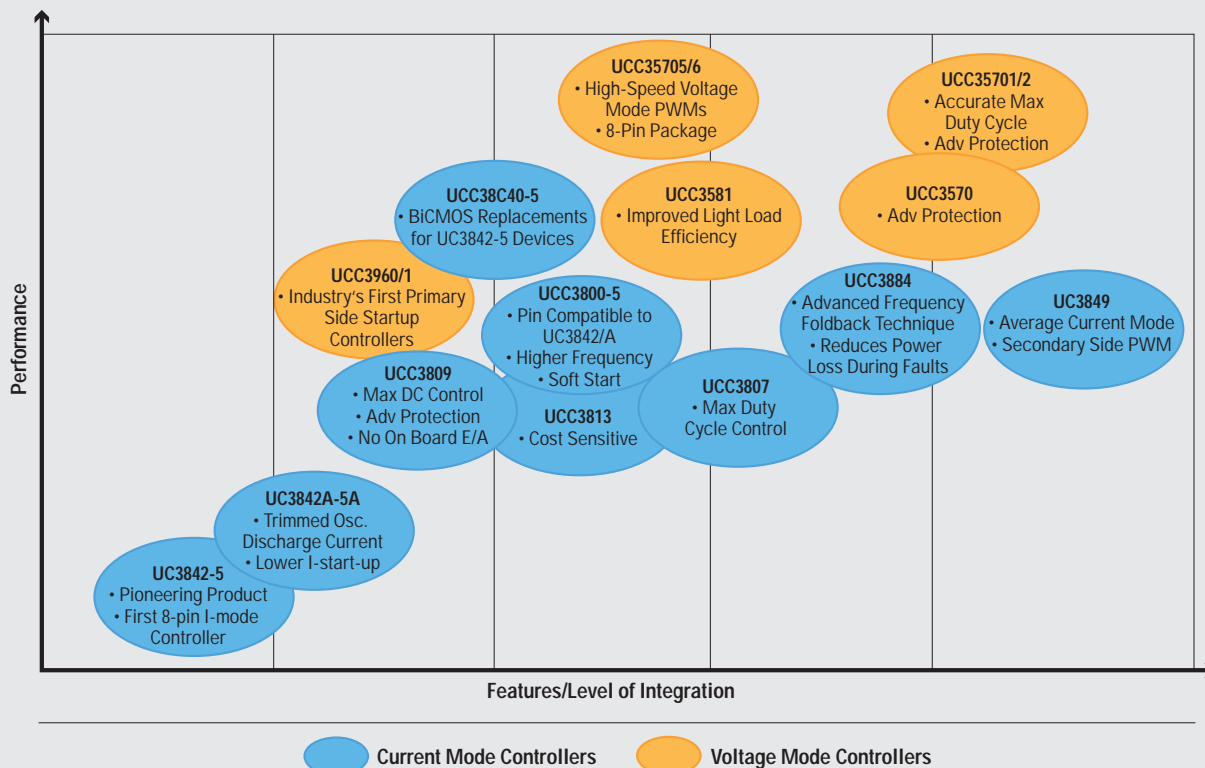 UCC35705/6
• High-Speed Voltage
Mode PWMs
• 8-Pin Package
UCC35701/2
• Accurate Max
Duty Cycle
• Adv Protection
UCC38C40-5
• BiCMOS Replacements
for UC3842-5 Devices
UCC3581
• Improved Light Load
Efficiency
UCC3570
• Adv Protection
UCC3960/1
• Industry's First Primary
Side Startup
Controllers
UCC3800-5
• Pin Compatible to
UC3842/A
• Higher Frequency
• Soft Start
UCC3884
• Advanced Frequency
Foldback Technique
• Reduces Power
Loss During Faults
UC3849
• Average Current Mode
• Secondary Side PWM
UCC3809
• Max DC Control
• Adv Protection
• No On Board E/A
UCC3813
• Cost Sensitive
UCC3807
• Max Duty
Cycle Control
UC3842A-5A
• Trimmed Osc.
Discharge Current
• Lower I-start-up
UC3842-5
• Pioneering Product
• First 8-pin I-mode
Controller
Performance
Features/Level of Integration
Current Mode Controllers
Voltage Mode Controllers